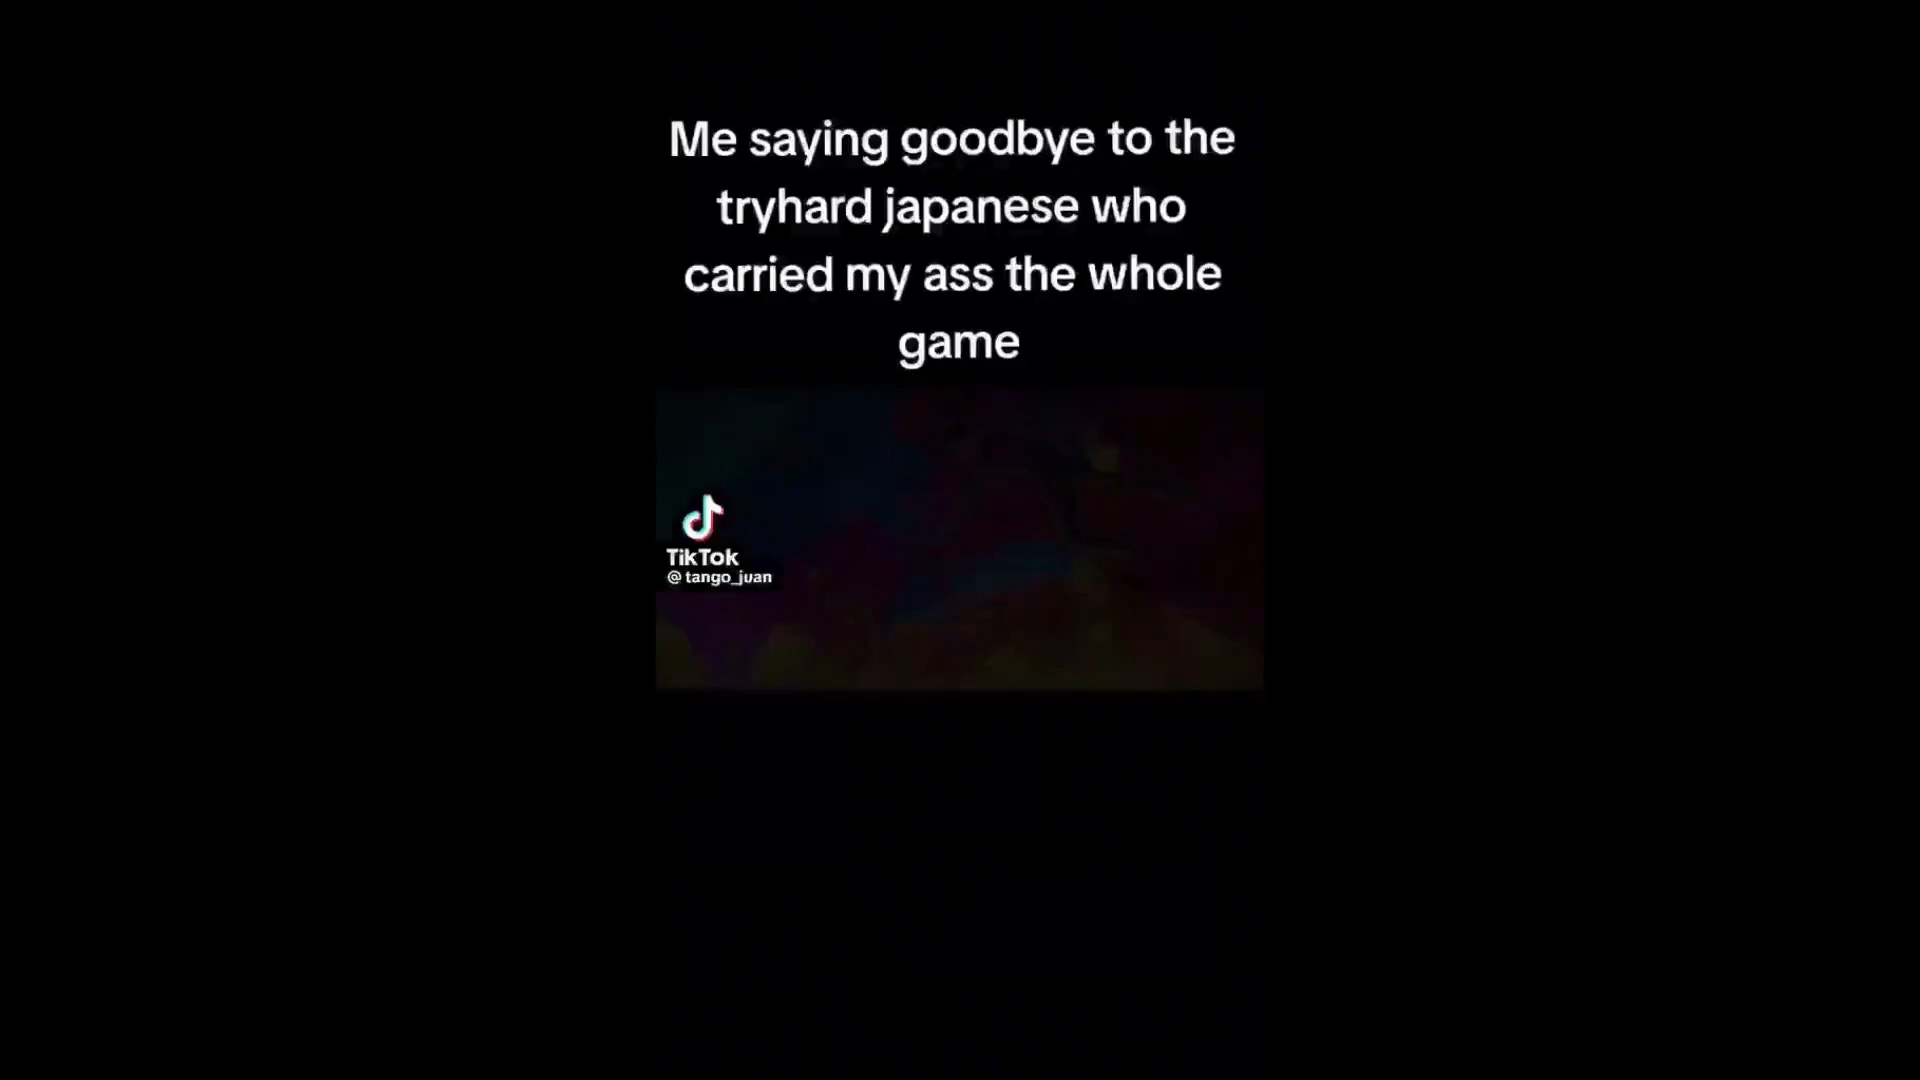 Me saying goodbye to the
tryhard japanese who
carried my ass the whole
game
TikTok
@tango_juan